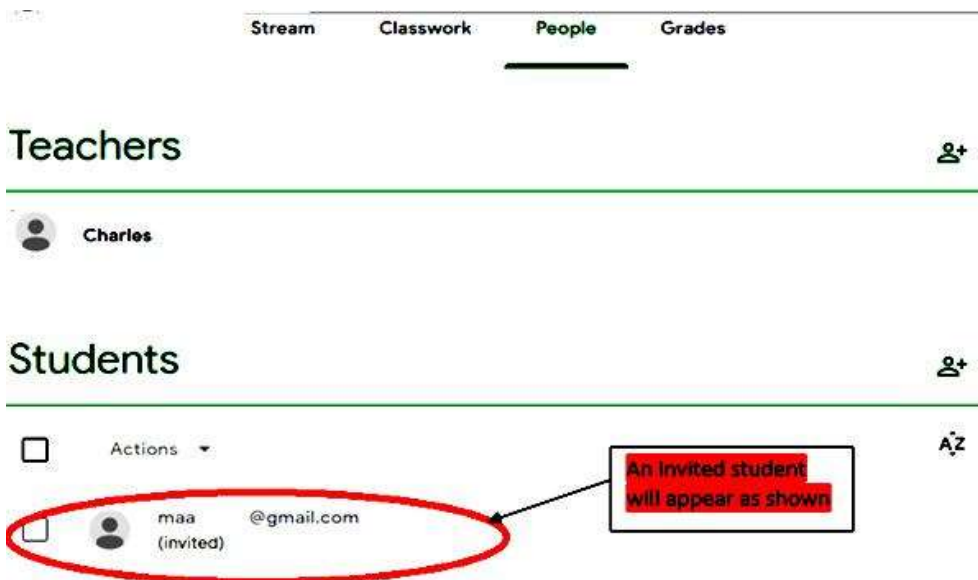 Stream Classwork People Grades
Teachers
Charles
Students
Actions
AZ
An invited student
will appear as shown
maa @gmail.com
(invited)